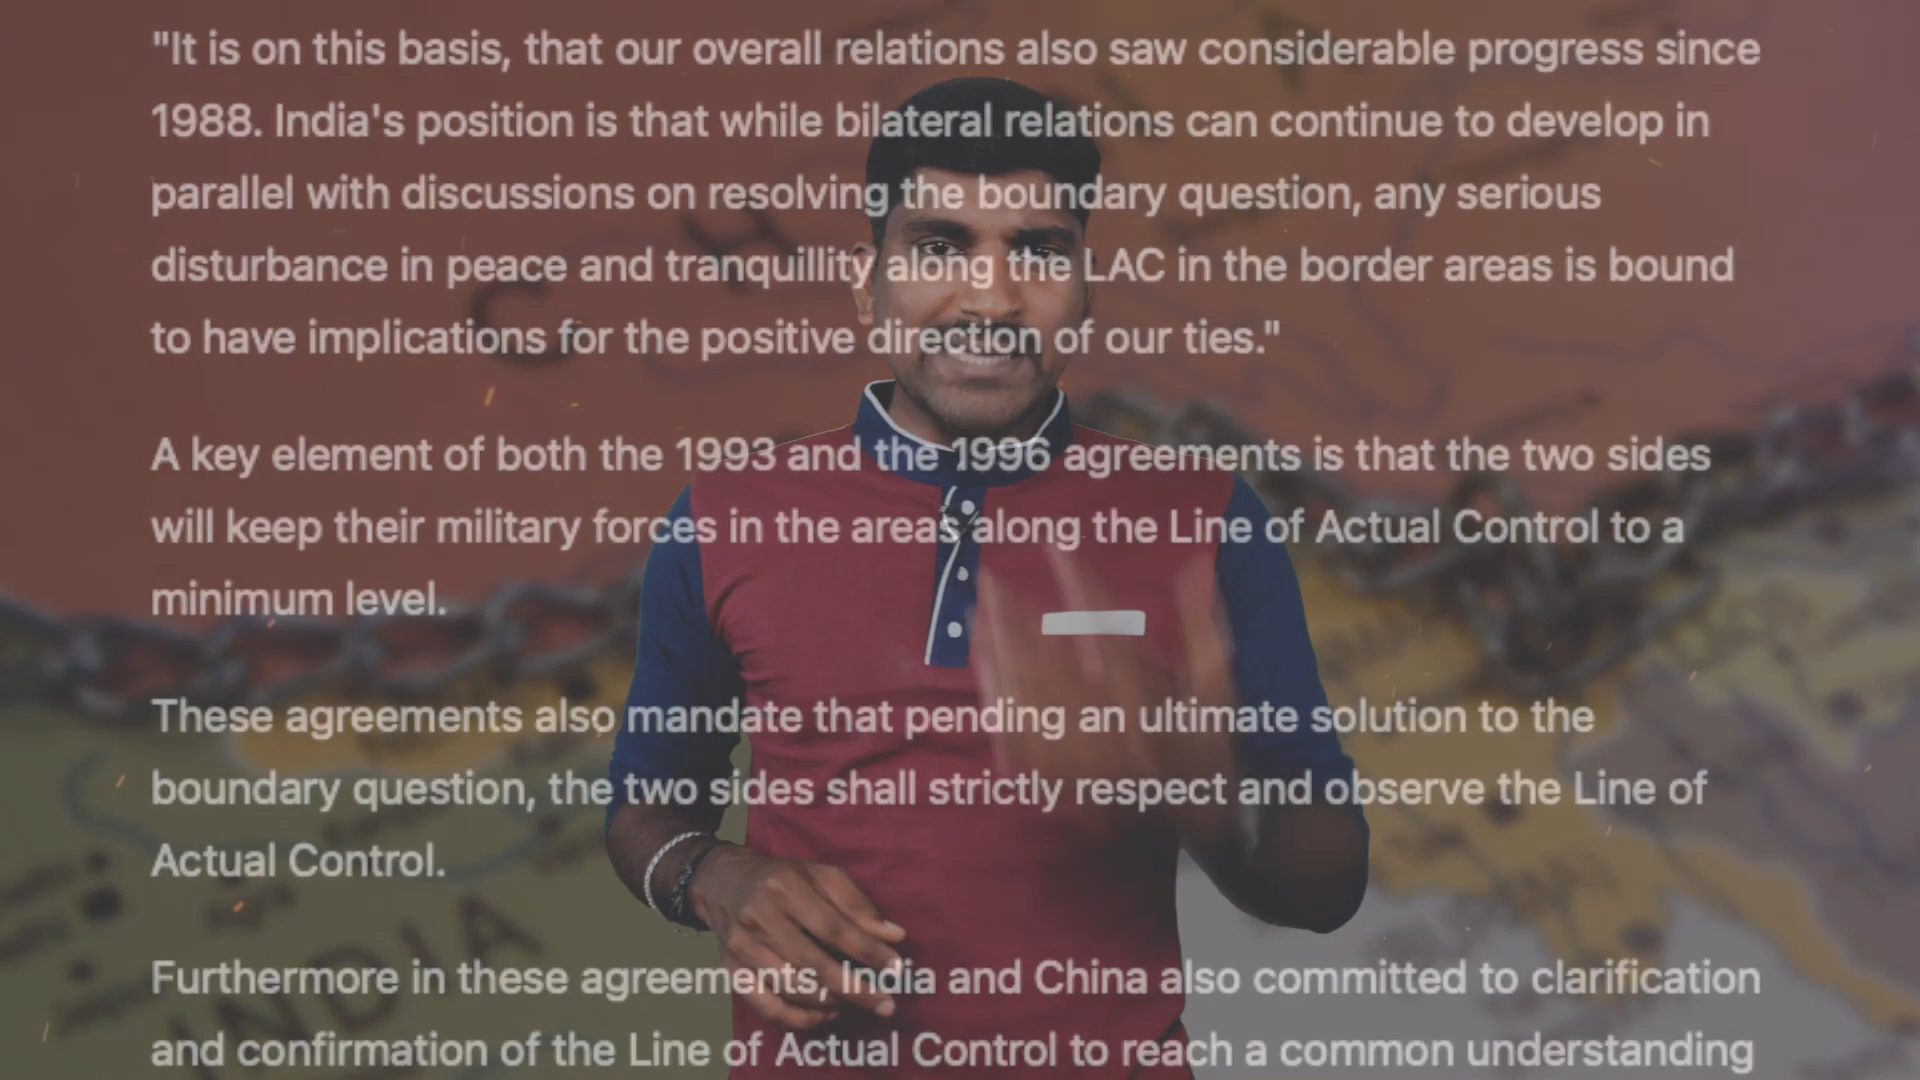 "It is on this basis, that our overall relations also saw considerable progress since
1988. India's position is that while bilateral relations can continue to develop in
parallel with discussions on resolving the boundary question, any serious
disturbance in peace and tranquillity along the LAC in the border areas is bound
to have implications for the positive direction of our ties."
A key element of both the 1993 and the 1996 agreements is that the two sides
will keep their military forces in the areas along the Line of Actual Control to a
minimum level.
These agreements also mandate that pending an ultimate solution to the
boundary question, the two sides shall strictly respect and observe the Line of
Actual Control.
Furthermore in these agreements, India and China also committed to clarification
and confirmation of the Line of Actual Control to reach a common understanding
INDIA